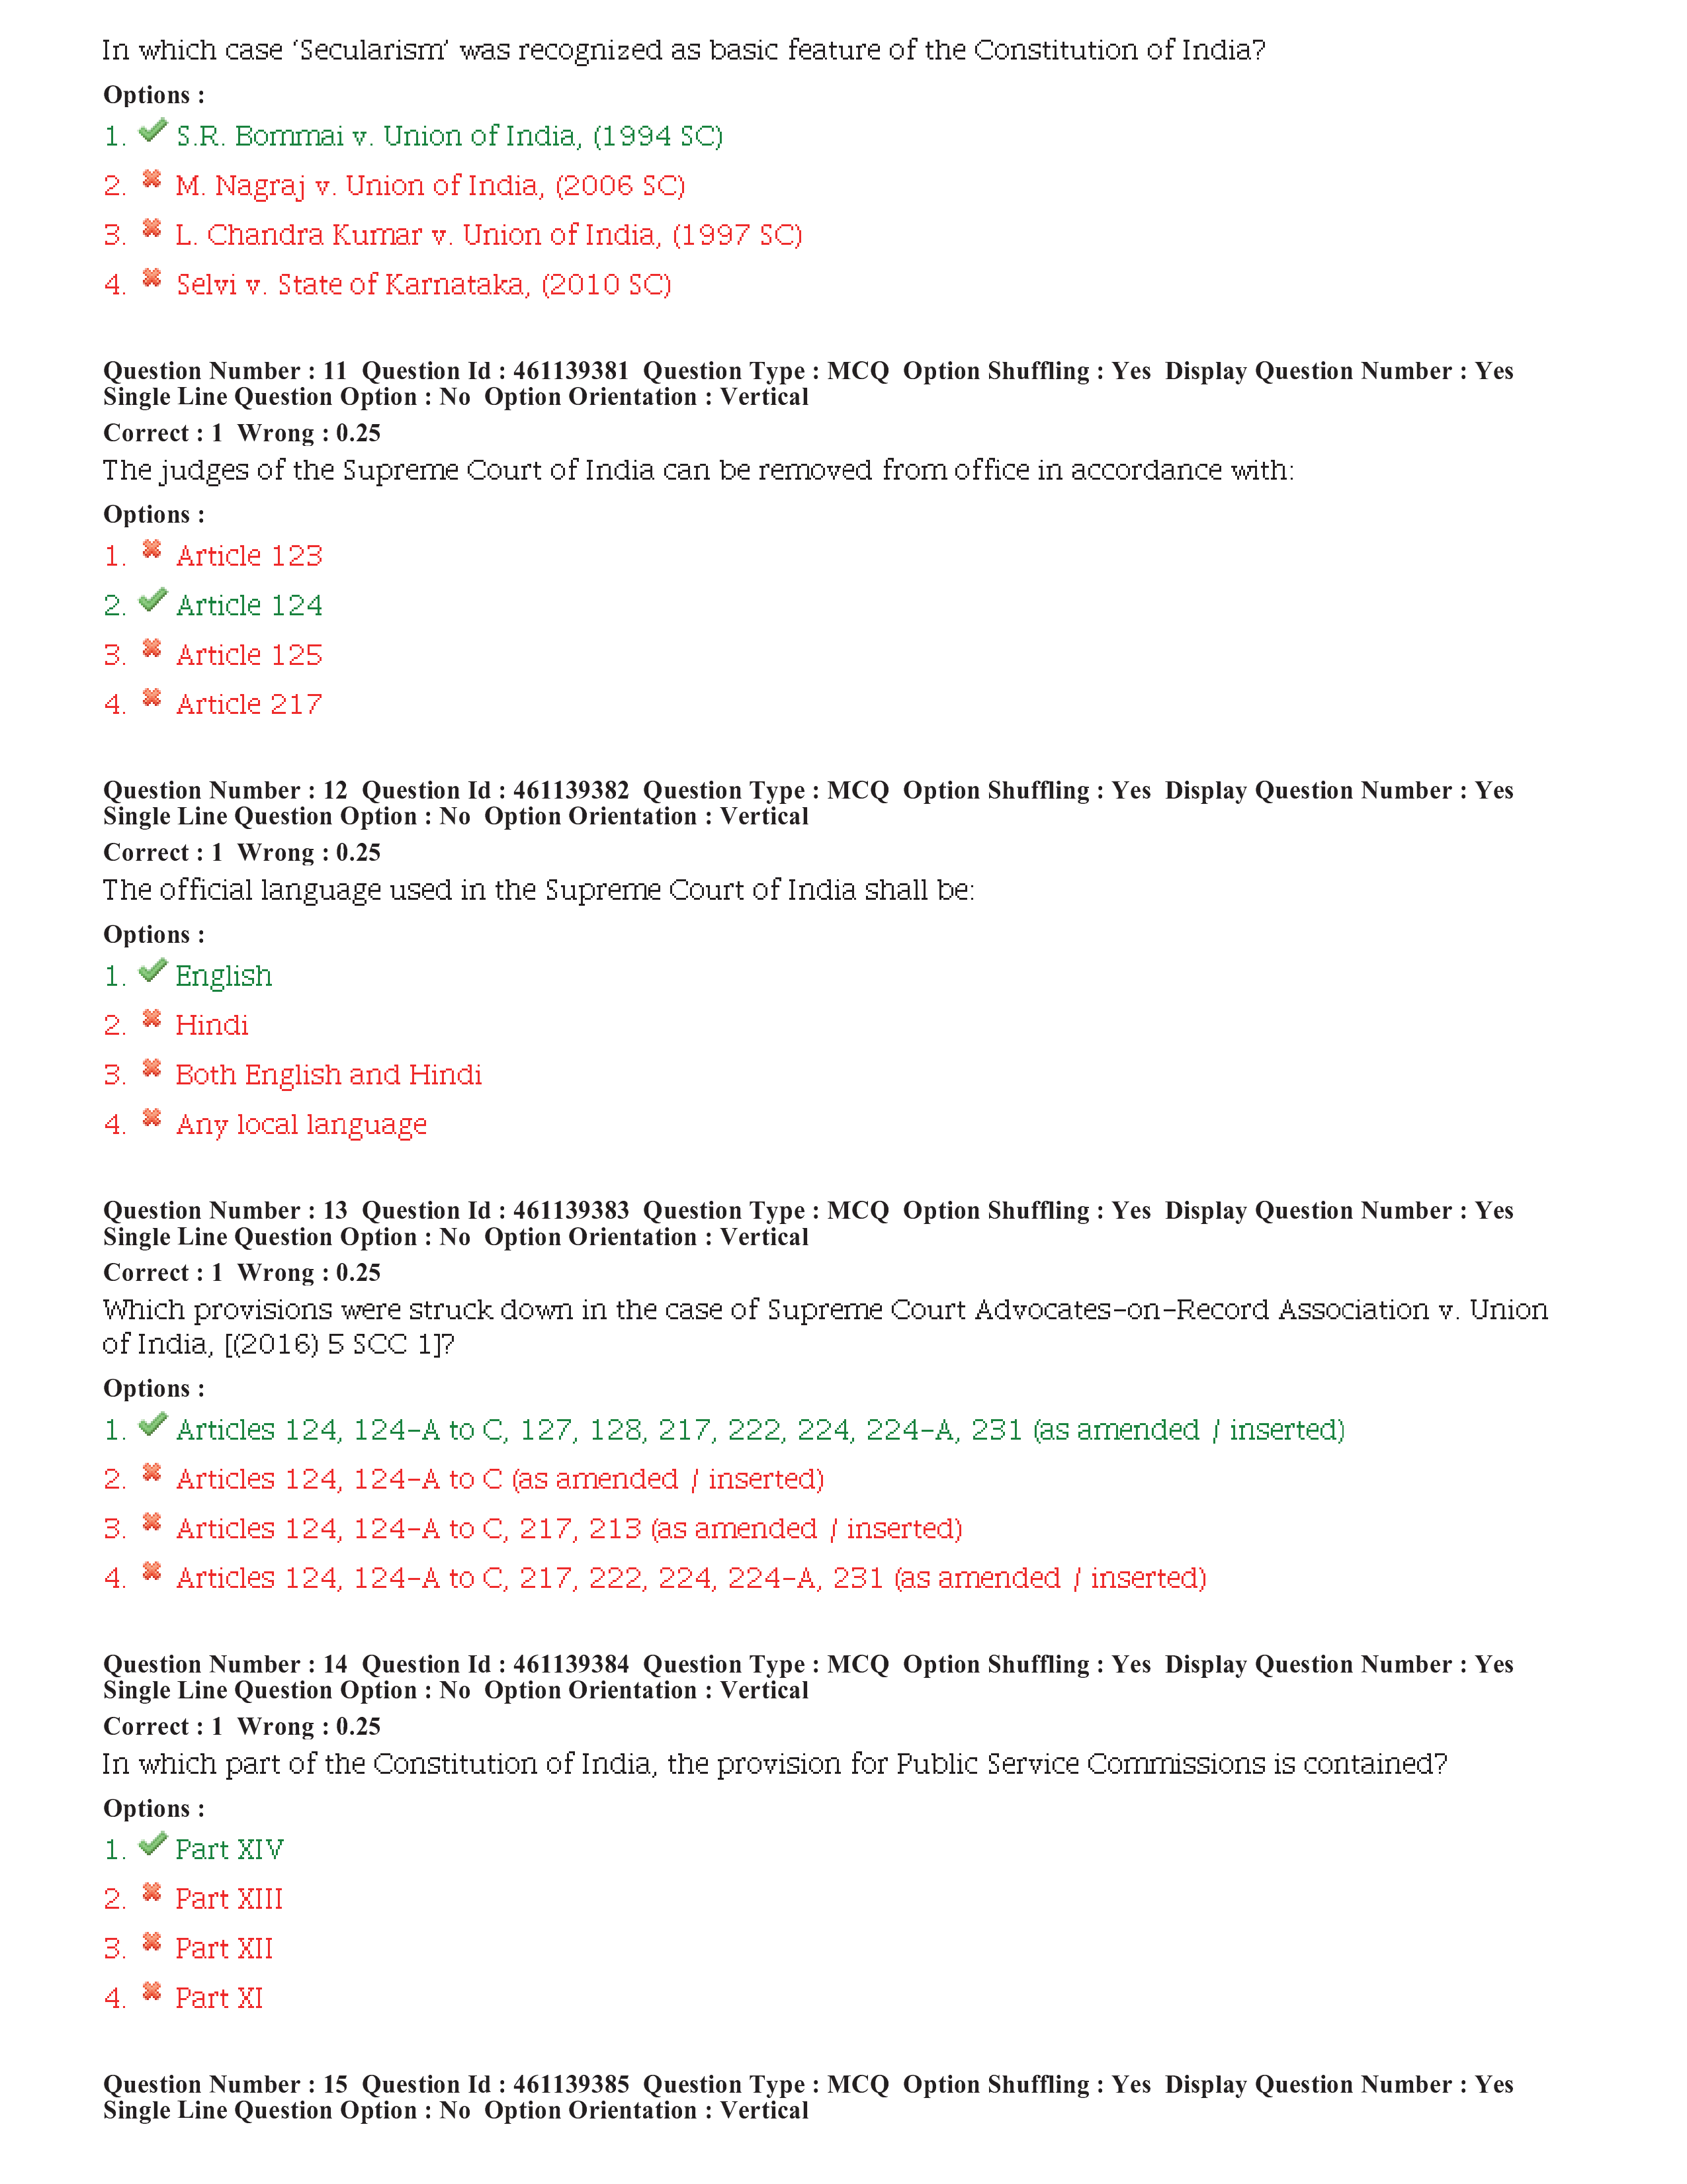 In which case ‘Secularism’ was recognized as basic feature of the Constitution of India?
Options :
1. S.R. Bommai v. Union of India, (1994 SC)
2. M. Nagraj v. Union of India, (2006 SC)
3. L. Chandra Kumar v. Union of India, (1997 SC)
4. Selvi v. State of Karnataka, (2010 SC)
Question Number : 11 Question Id : 461139381 Question Type : MCQ Option Shuffling : Yes Display Question Number : Yes
Single Line Question Option : No Option Orientation : Vertical
Correct : 1 Wrong : 0.25
The judges of the Supreme Court of India can be removed from office in accordance with:
Options :
1. Article 123
2. Article 124
3. Article 125
4. Article 217
Question Number : 12 Question Id : 461139382 Question Type : MCQ Option Shuffling : Yes Display Question Number : Yes
Single Line Question Option : No Option Orientation : Vertical
Correct : 1 Wrong : 0.25
The official language used in the Supreme Court of India shall be:
Options :
1. English
2. Hindi
3. Both English and Hindi
4. Any local language
Question Number : 13 Question Id : 461139383 Question Type : MCQ Option Shuffling : Yes Display Question Number : Yes
Single Line Question Option : No Option Orientation : Vertical
Correct : 1 Wrong : 0.25
Which provisions were struck down in the case of Supreme Court Advocates-on-Record Association v. Union
of India, [(2016) 5 SCC 1]?
Options :
1. Articles 124, 124-A to C, 127, 128, 217, 222, 224, 224-A, 231 (as amended / inserted)
2. Articles 124, 124-A to C (as amended / inserted)
3. Articles 124, 124-A to C, 217, 213 (as amended / inserted)
4. Articles 124, 124-A to C, 217, 222, 224, 224-A, 231 (as amended / inserted)
Question Number : 14 Question Id : 461139384 Question Type : MCQ Option Shuffling : Yes Display Question Number : Yes
Single Line Question Option : No Option Orientation : Vertical
Correct : 1 Wrong : 0.25
In which part of the Constitution of India, the provision for Public Service Commissions is contained?
Options :
1. Part XIV
2. Part XIII
3. Part XII
4. Part XI
Question Number : 15 Question Id : 461139385 Question Type : MCQ Option Shuffling : Yes Display Question Number : Yes
Single Line Question Option : No Option Orientation : Vertical